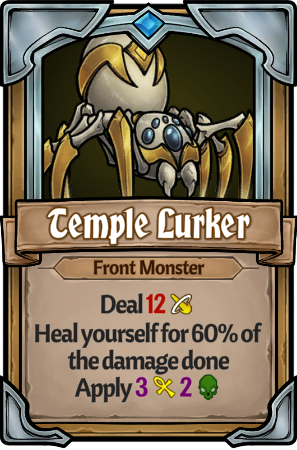 Temple Lurker
Front Monster
Deal 12
Heal yourself for 60% of
the damage done
Apply 3 2